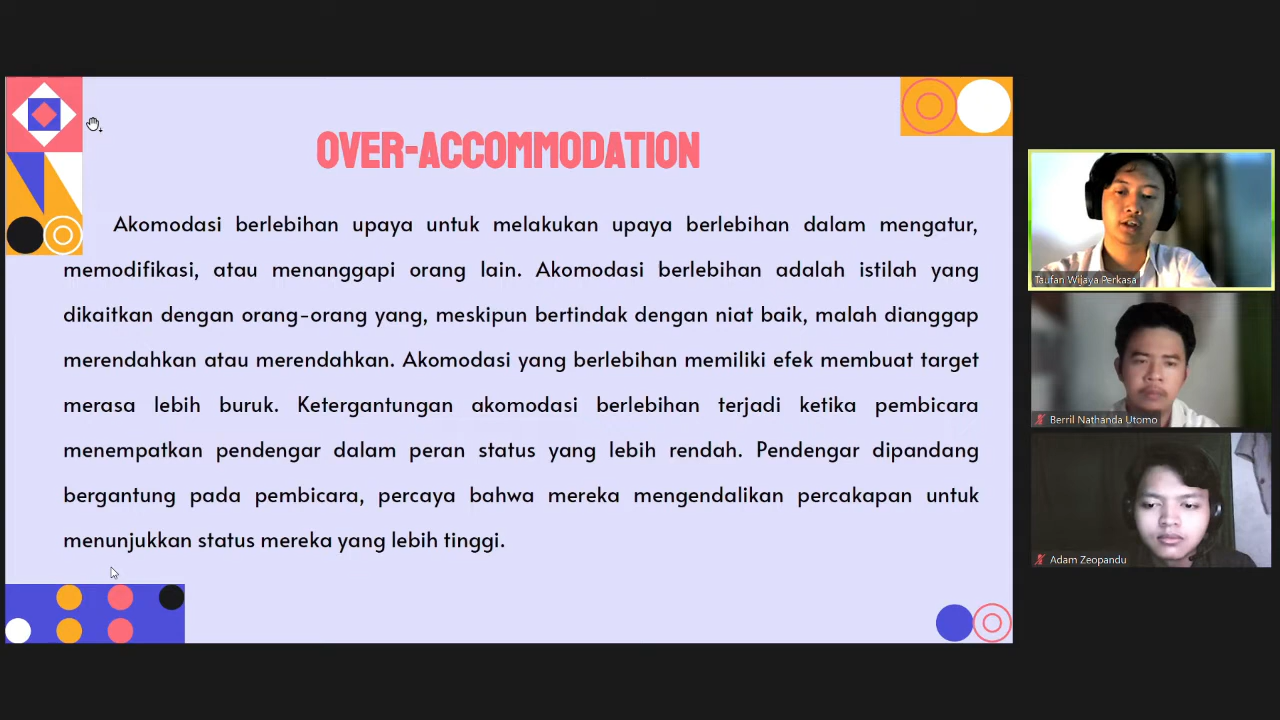 OVER-ACCOMMODATION
Akomodasi berlebihan upaya untuk melakukan upaya berlebihan dalam mengatur,
memodifikasi, atau menanggapi orang lain. Akomodasi berlebihan adalah istilah yang
dikaitkan dengan orang-orang yang, meskipun bertindak dengan niat baik, malah dianggap
merendahkan atau merendahkan. Akomodasi yang berlebihan memiliki efek membuat target
merasa lebih buruk. Ketergantungan akomodasi berlebihan terjadi ketika pembicara
menempatkan pendengar dalam peran status yang lebih rendah. Pendengar dipandang
bergantung pada pembicara, percaya bahwa mereka mengendalikan percakapan untuk
menunjukkan status mereka yang lebih tinggi.
Taufan Wijaya Perkasa
Berril Nathanda Utomo
Adam Zeopandu